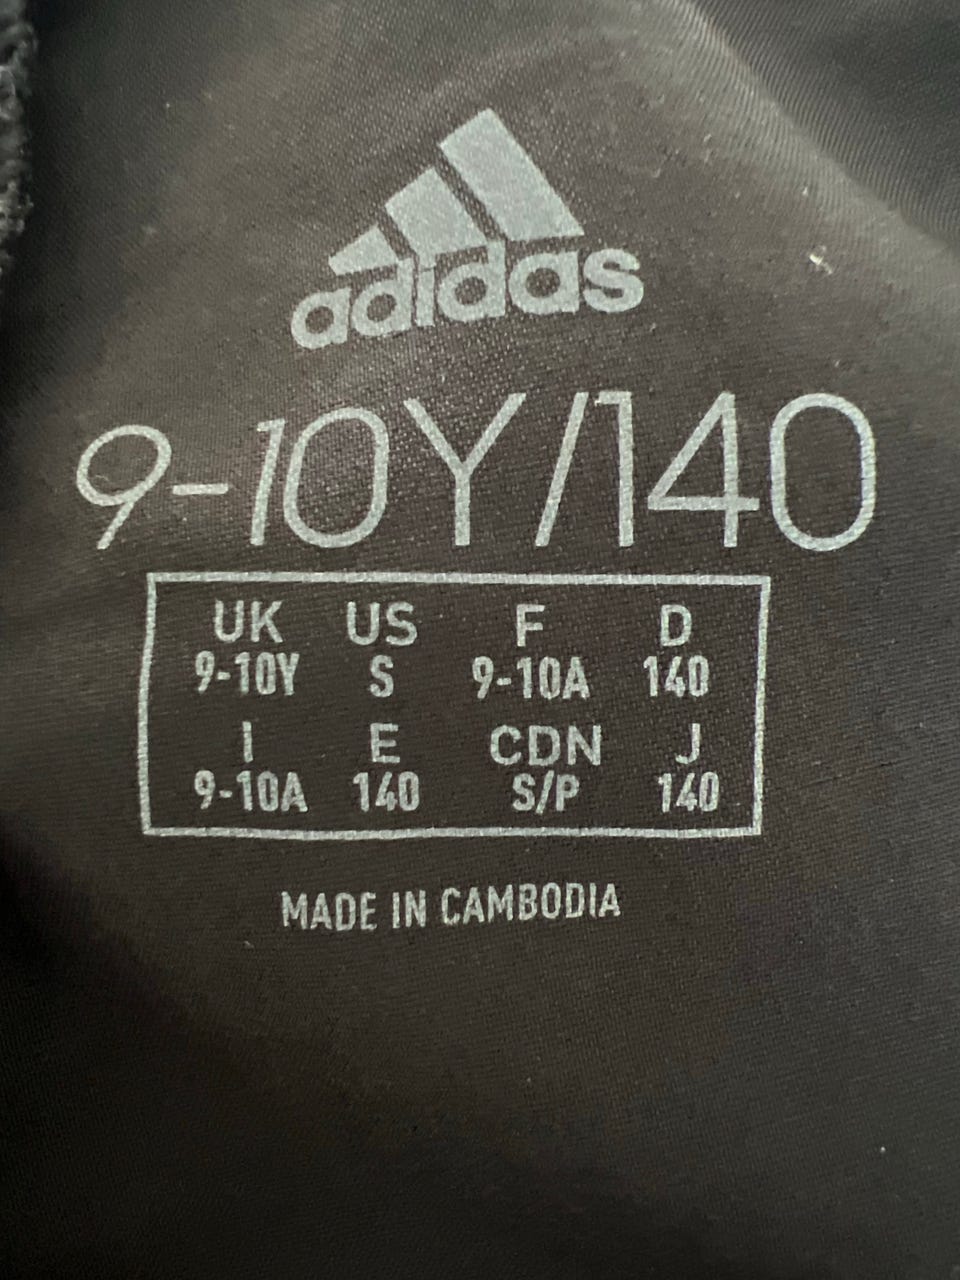 adidas
9-10Y/140
UK US F D
9-10Y S 9-10A 140
I E CDN J
9-10A 140 S/P 140
MADE IN CAMBODIA